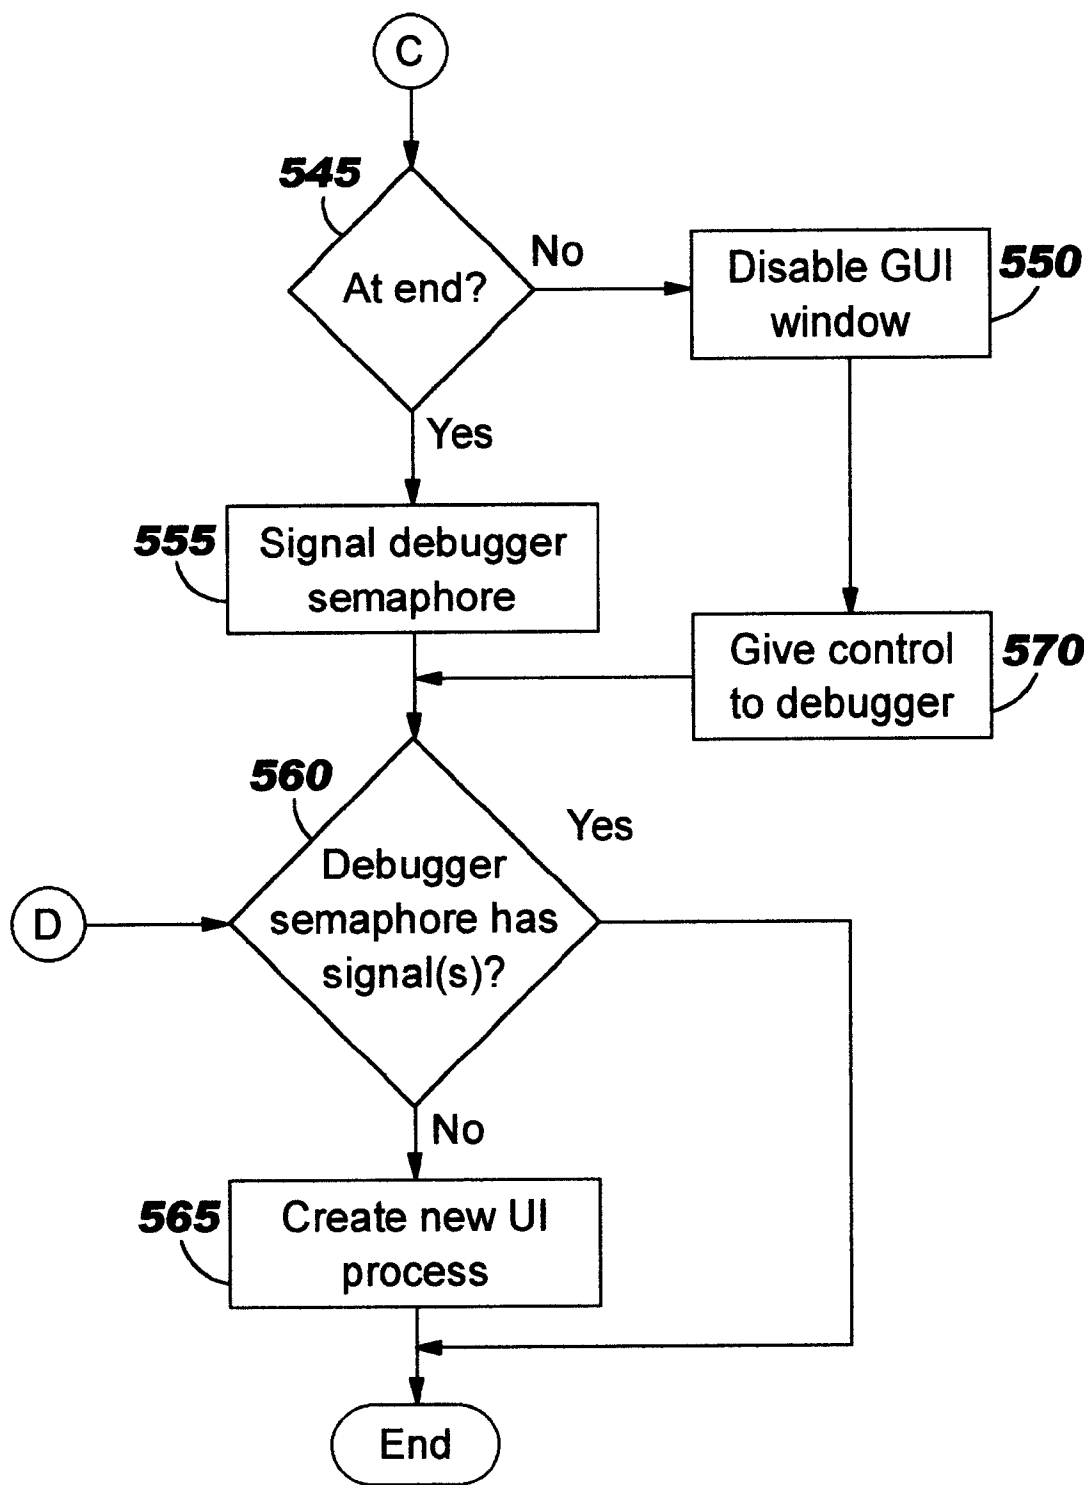 C
545
At end?
No
Disable GUI
window
550
Yes
555
Signal debugger
semaphore
Give control
to debugger
570
560
Yes
Debugger
semaphore has
signal(s)?
D
No
565
Create new UI
process
End